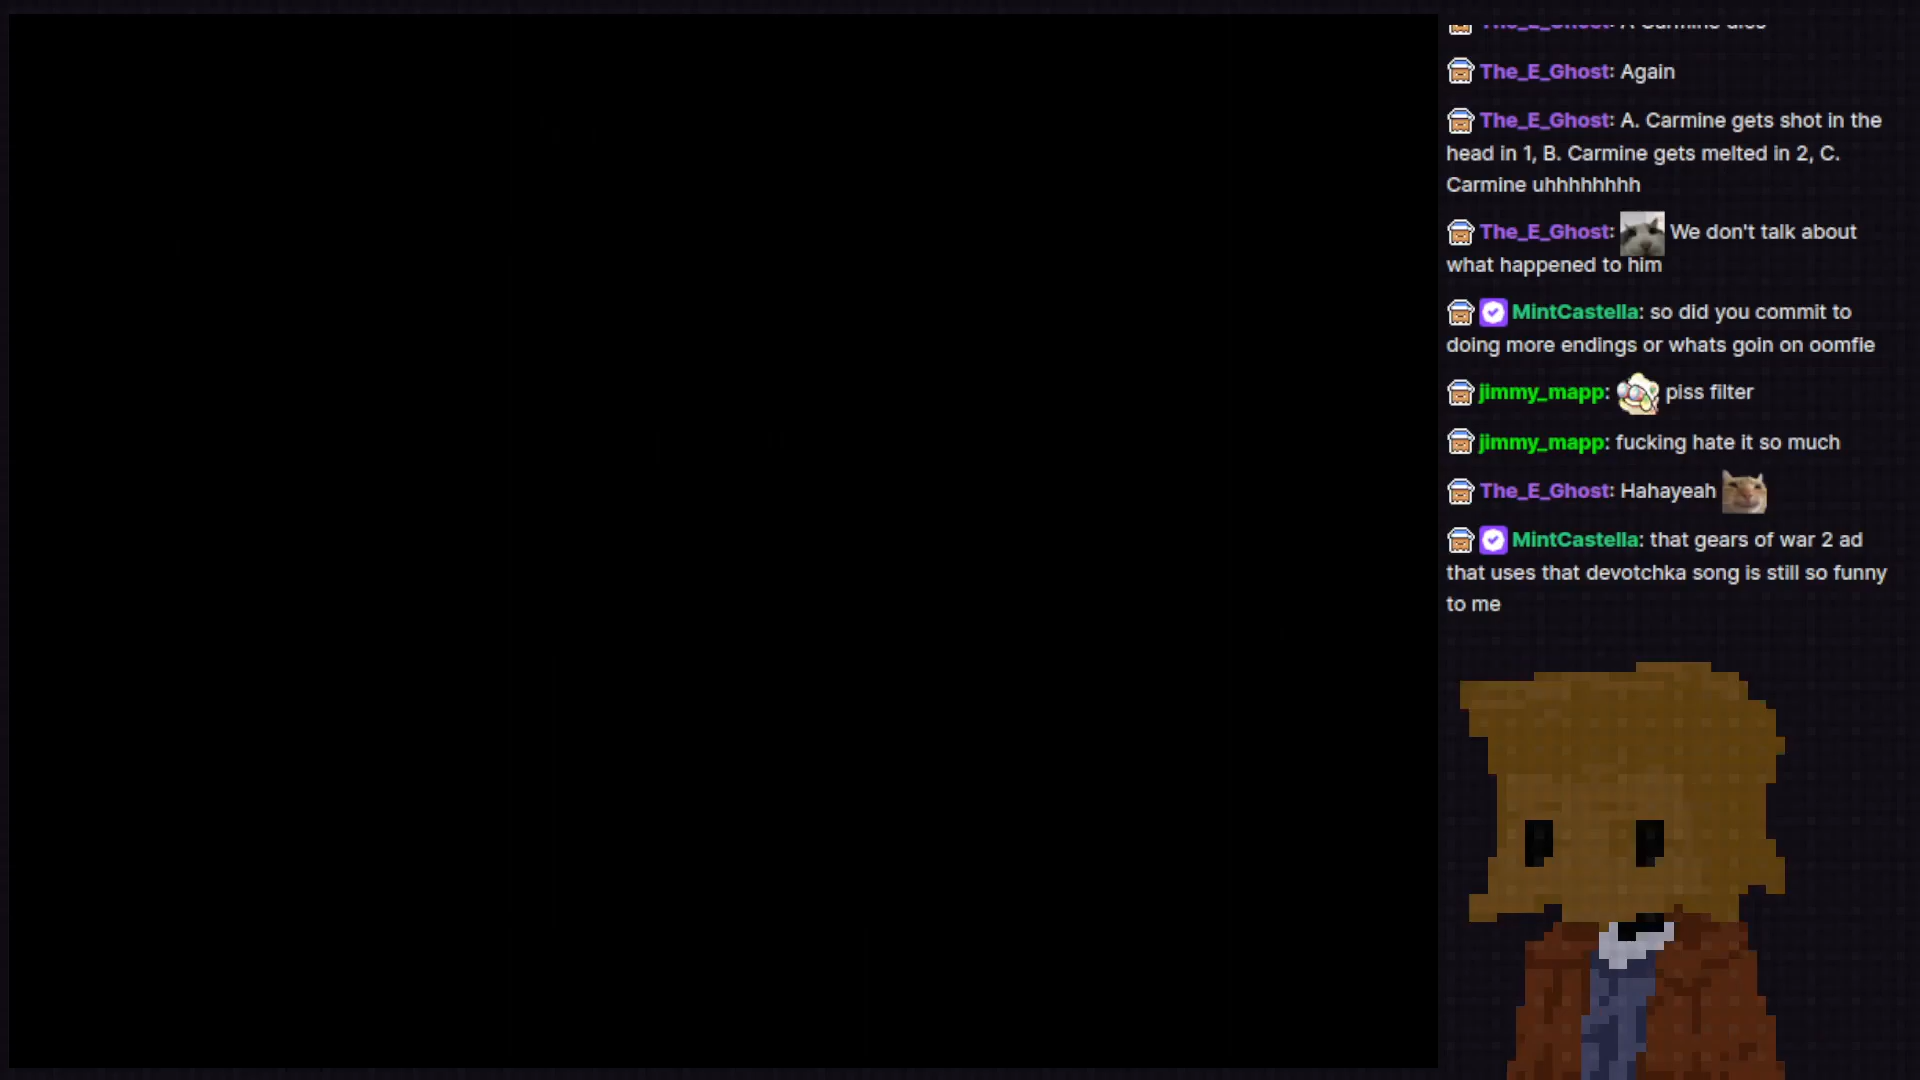 The_E_Ghost: A Carmine dies
The_E_Ghost: Again
The_E_Ghost: A. Carmine gets shot in the
head in 1, B. Carmine gets melted in 2, C.
Carmine uhhhhhhhh
The_E_Ghost: We don't talk about
what happened to him
MintCastella: so did you commit to
doing more endings or whats goin on oomfie
jimmy_mapp: piss filter
jimmy_mapp: fucking hate it so much
The_E_Ghost: Hahayeah
MintCastella: that gears of war 2 ad
that uses that devotchka song is still so funny
to me